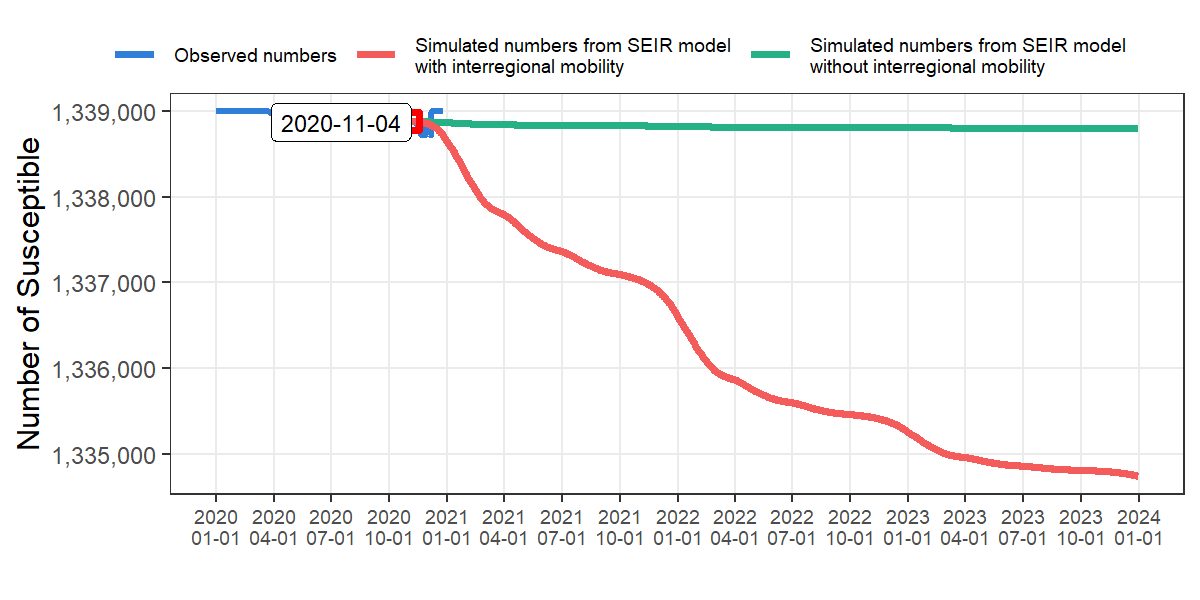 Observed numbers
Simulated numbers from SEIR model
with interregional mobility
Simulated numbers from SEIR model
without interregional mobility
Number of Susceptible
1,339,000
1,338,000
1,337,000
1,336,000
1,335,000
2020-11-04
2020 2020 2020 2020 2021 2021 2021 2021 2022 2022 2022 2022 2023 2023 2023 2023 2024
01-01 04-01 07-01 10-01 01-01 04-01 07-01 10-01 01-01 04-01 07-01 10-01 01-01 04-01 07-01 10-01 01-01